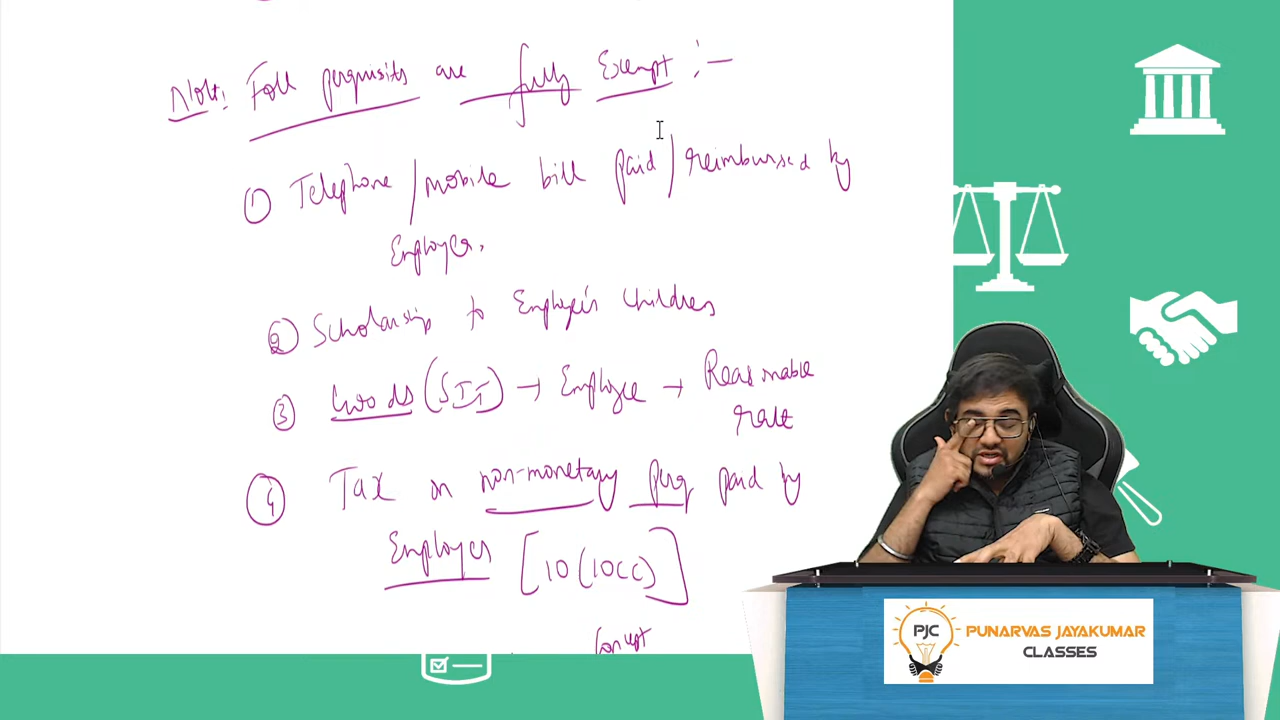 Note: Foll perquisits are fully Exempt :-
① Telephone / mobile bill paid / reimbursed by
Employer.
② Scholarship to Employee's children
③ Goods (SII) → Employee → Reasonable
rate
④ Tax on non-monetary perq paid by
Employer [10(10CC)]
PJC
PUNARVAS JAYAKUMAR
CLASSES